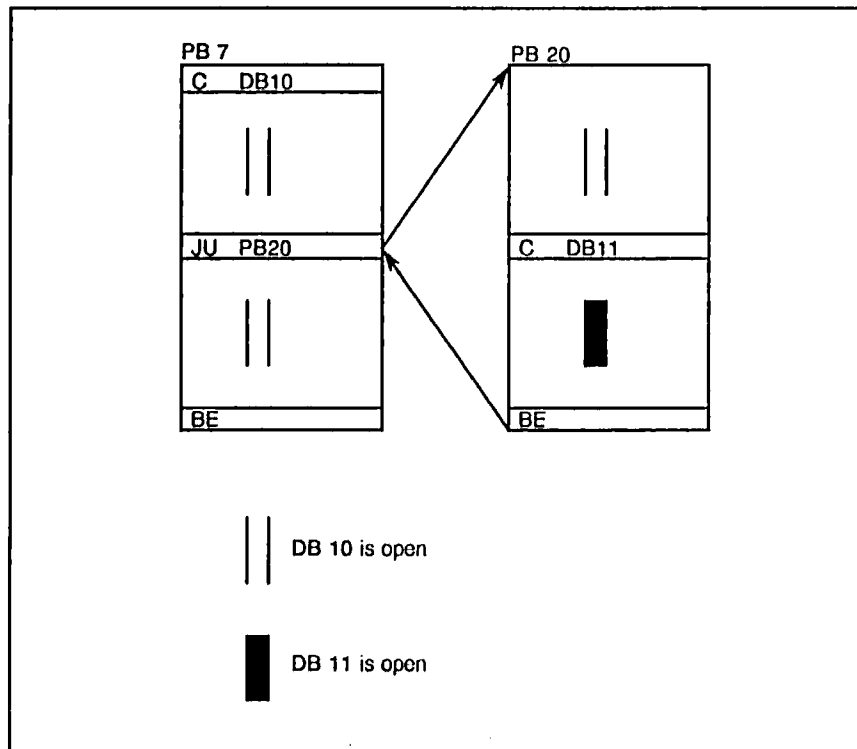 PB 7
C DB10
JU PB20
BE
PB 20
C DB11
BE
DB 10 is open
DB 11 is open